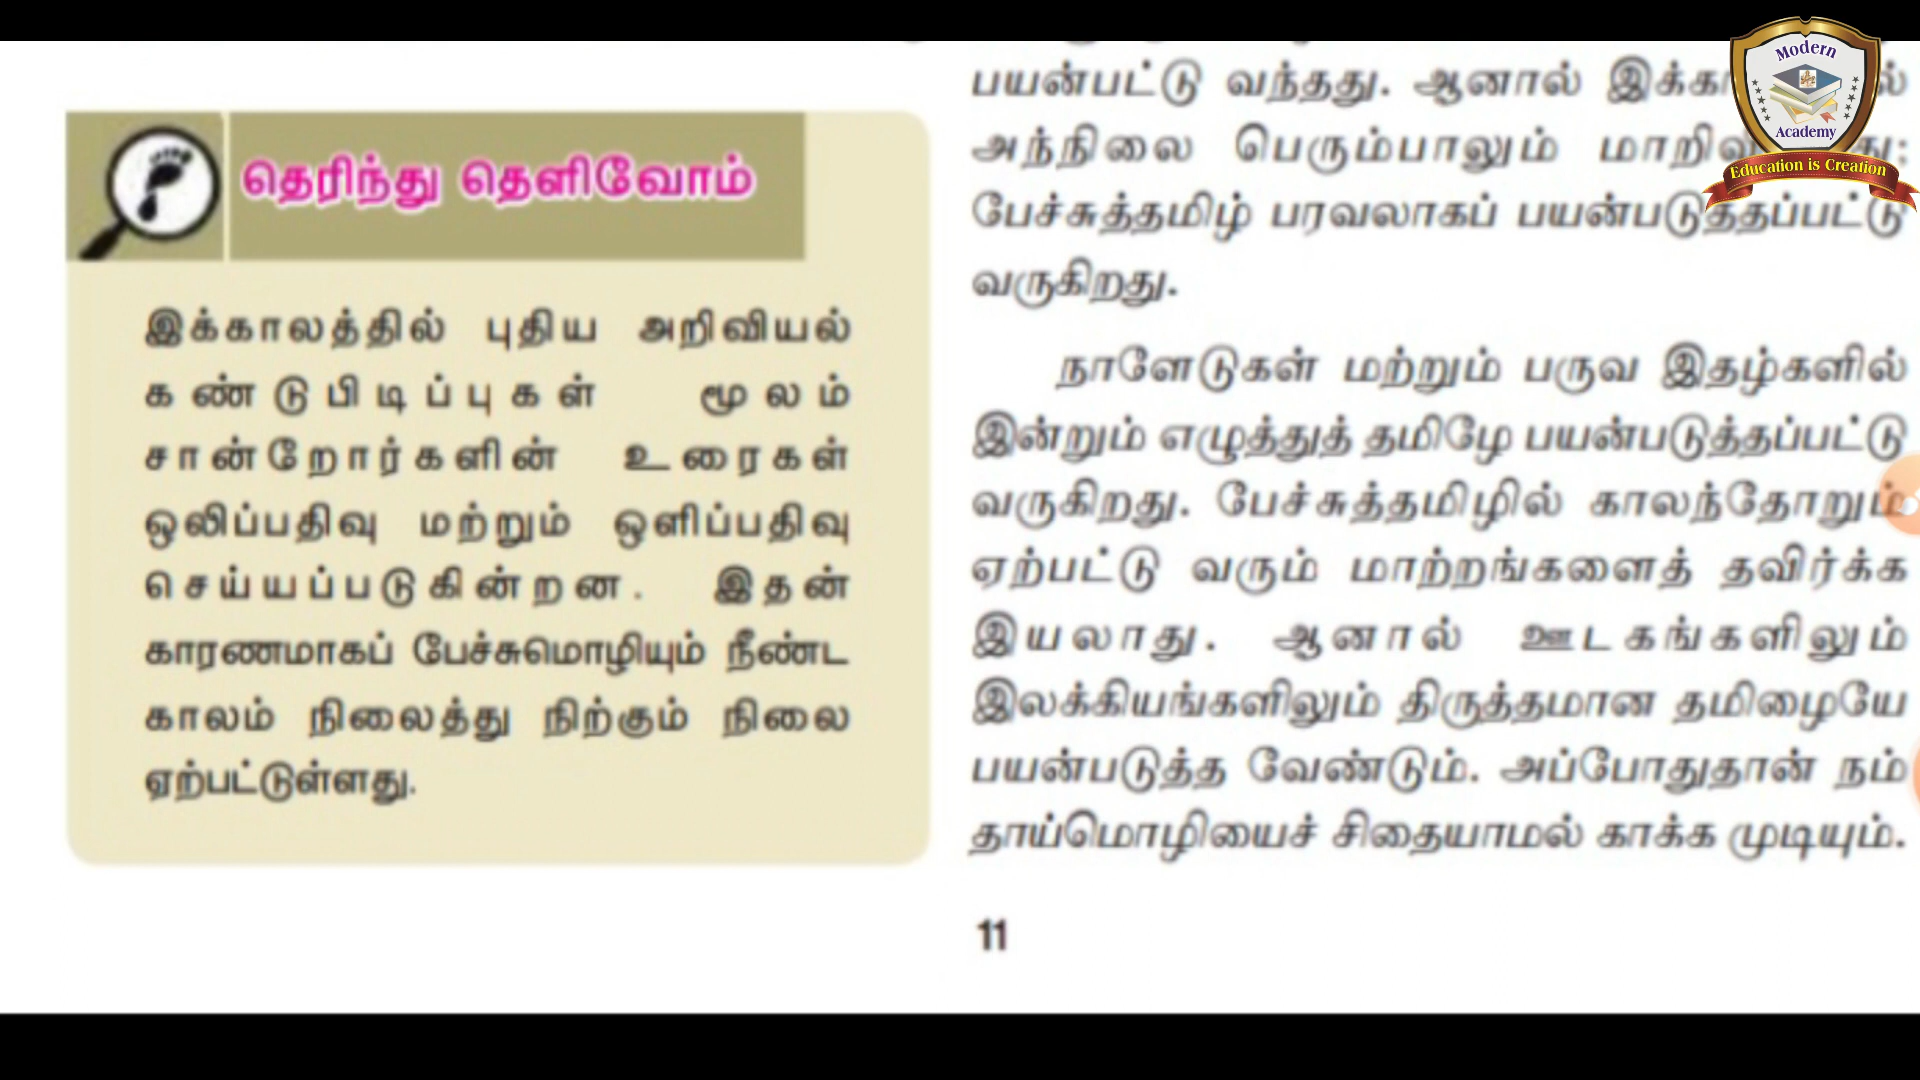 தெரிந்து தெளிவோம்
இக்காலத்தில் புதிய அறிவியல்
கண்டுபிடிப்புகள் மூலம்
சான்றோர்களின் உரைகள்
ஒலிப்பதிவு மற்றும் ஒளிப்பதிவு
செய்யப்படுகின்றன. இதன்
காரணமாகப் பேச்சுமொழியும் நீண்ட
காலம் நிலைத்து நிற்கும் நிலை
ஏற்பட்டுள்ளது.
பயன்பட்டு வந்தது. ஆனால்
அந்நிலை பெரும்பாலும்
பேச்சுத்தமிழ் பரவலாகப் பயன்படுத்தப்பட்டு
வருகிறது.
நாளேடுகள் மற்றும் பருவ இதழ்களில்
இன்றும் எழுத்துத் தமிழே பயன்படுத்தப்பட்டு
வருகிறது. பேச்சுத்தமிழில் காலந்தோறும்
ஏற்பட்டு வரும் மாற்றங்களைத் தவிர்க்க
இயலாது. ஆனால் ஊடகங்களிலும்
இலக்கியங்களிலும் திருத்தமான தமிழையே
பயன்படுத்த வேண்டும். அப்போதுதான் நம்
தாய்மொழியைச் சிதையாமல் காக்க முடியும்.
11
Modern
Academy
Education is Creation